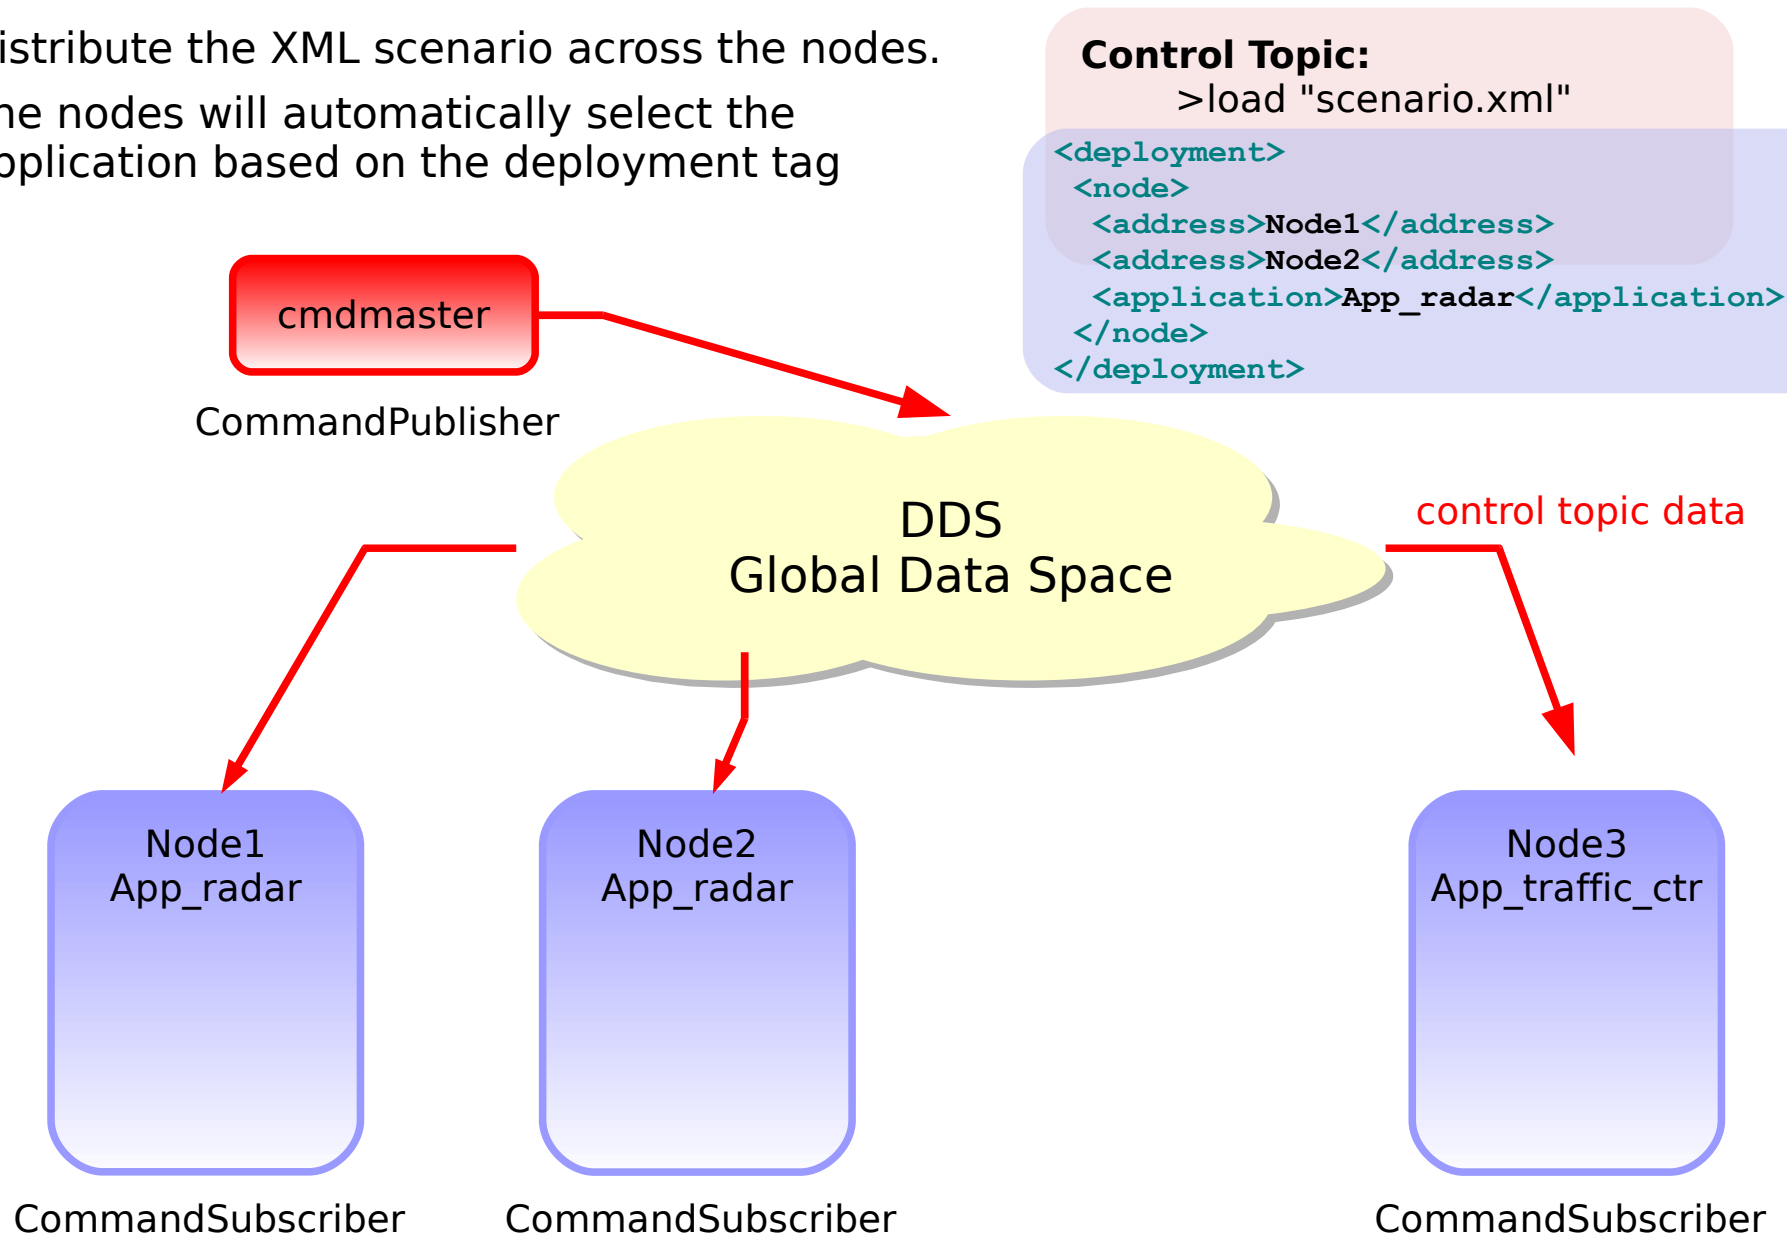 istribute the XML scenario across the nodes.
he nodes will automatically select the
pplication based on the deployment tag
Control Topic:
>load "scenario.xml"
<deployment>
<node>
<address>Node1</address>
<address>Node2</address>
<application>App_radar</application>
</node>
</deployment>
cmdmaster
CommandPublisher
DDS
Global Data Space
control topic data
Node1
App_radar
Node2
App_radar
Node3
App_traffic_ctr
CommandSubscriber
CommandSubscriber
CommandSubscriber